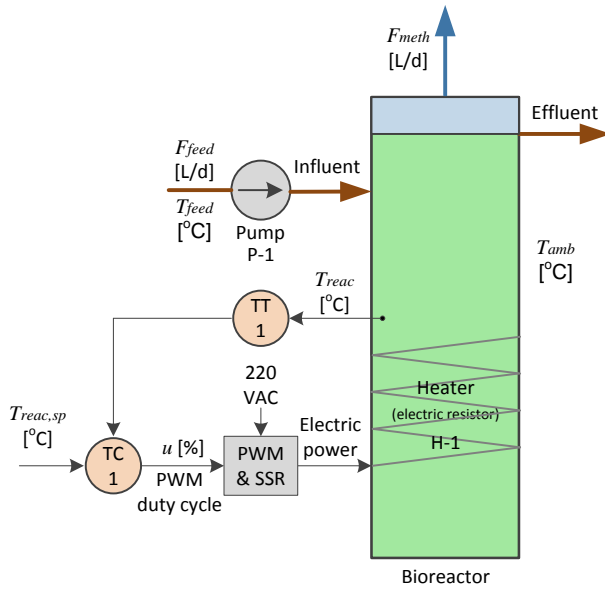 Fmeth
[L/d]
Effluent
Ffeed
[L/d]
Influent
Tfeed
[°C]
Pump
P-1
Tamb
[°C]
Treac
[°C]
TT
1
220
VAC
Heater
(electric resistor)
H-1
Treac,sp
[°C]
TC
1
u [%]
PWM
duty cycle
PWM
& SSR
Electric
power
Bioreactor